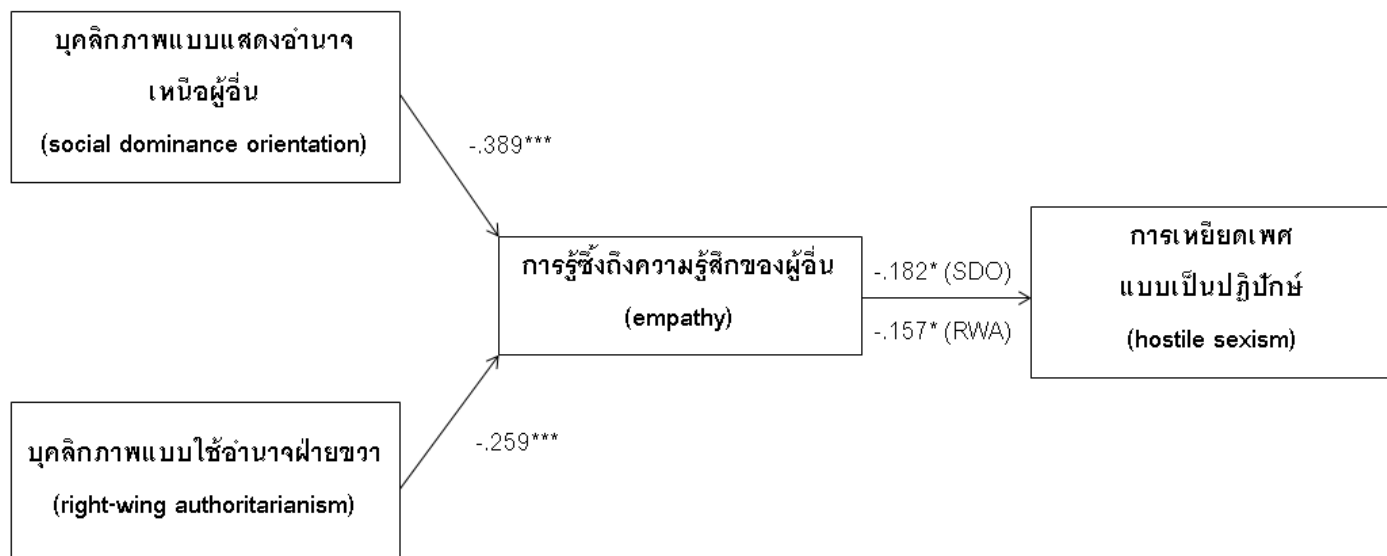 บุคลิกภาพแบบแสดงอำนาจ
เหนือผู้อื่น
(social dominance orientation)
-.389***
การรู้ซึ้งถึงความรู้สึกของผู้อื่น
(empathy)
-.182* (SDO)
-.157* (RWA)
การเหยียดเพศ
แบบเป็นปฏิปักษ์
(hostile sexism)
-.259***
บุคลิกภาพแบบใช้อำนาจฝ่ายขวา
(right-wing authoritarianism)